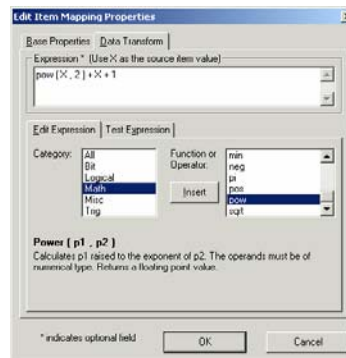 Edit Item Mapping Properties
Base Properties Data Transform
Expression * (Use X as the source item value)
pow ( X , 2 ) + X + 1
Edit Expression Test Expression
Category:
All
Bit
Logical
Math
Misc
Trig
Function or Operator:
Insert
min
neg
pi
pos
pow
sqrt
Power ( p1 , p2 )
Calculates p1 raised to the exponent of p2. The operands must be of
numerical type. Returns a floating point value.
* indicates optional field
OK
Cancel